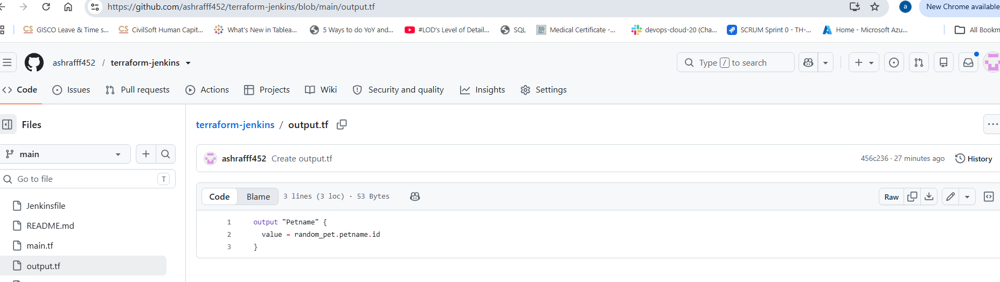 https://github.com/ashrafff452/terraform-jenkins/blob/main/output.tf
a
New Chrome available
CS GISCO Leave & Time s...
CS CivilSoft Human Capit...
What's New in Tablea...
5 Ways to do YoY and...
#LOD's Level of Detail...
SQL
Medical Certificate -...
devops-cloud-20 (Cha...
SCRUM Sprint 0 - TH-...
Home - Microsoft Azu...
All Bookm
ashrafff452 / terraform-jenkins
Type / to search
Code
Issues
Pull requests
Actions
Projects
Wiki
Security and quality
Insights
Settings
Files
main
Go to file
T
Jenkinsfile
README.md
main.tf
output.tf
terraform-jenkins / output.tf
ashrafff452 Create output.tf
456c236 · 27 minutes ago
History
Code
Blame
3 lines (3 loc) · 53 Bytes
Raw
1 output "Petname" {
2 value = random_pet.petname.id
3 }